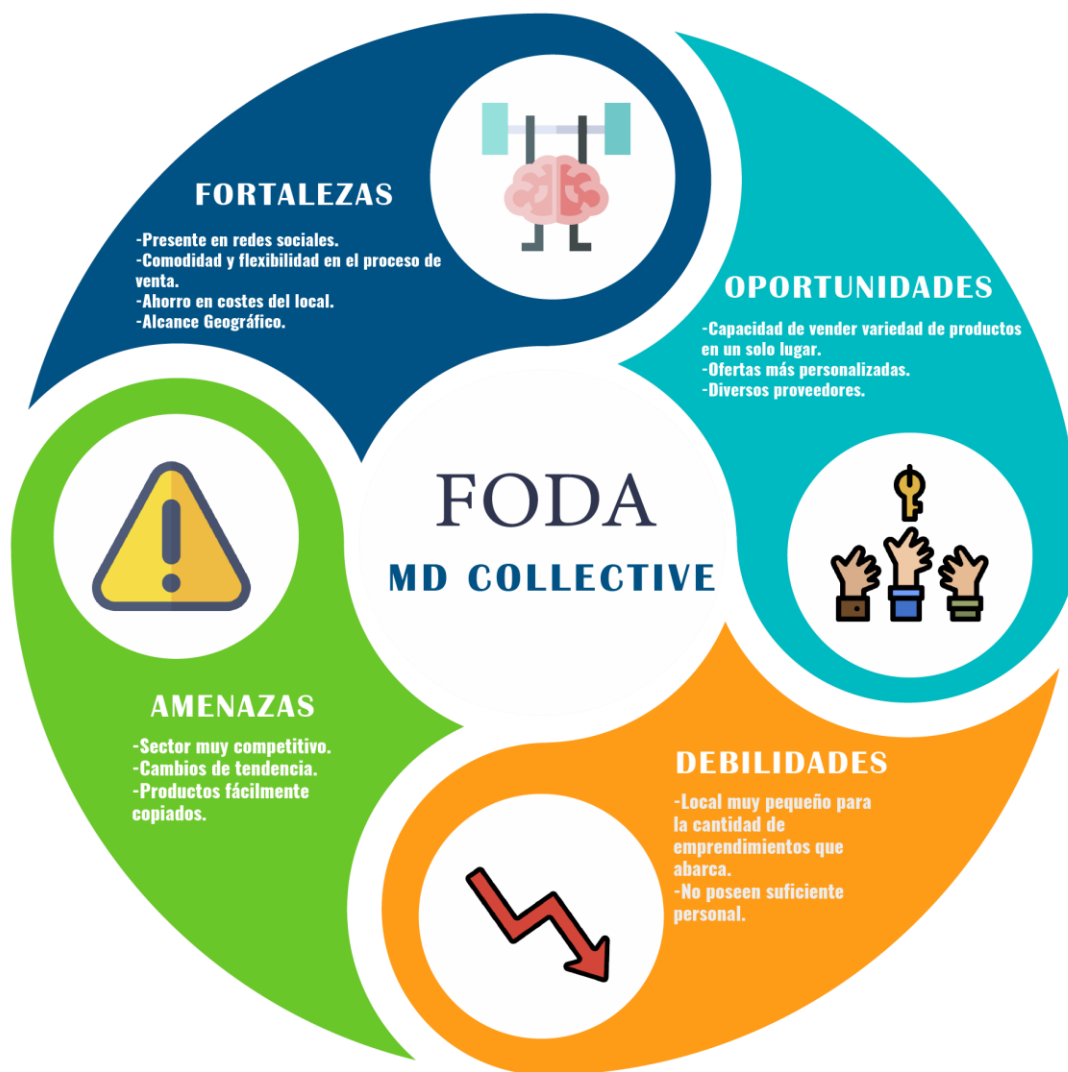 FORTALEZAS
-Presente en redes sociales.
-Comodidad y flexibilidad en el proceso de
venta.
-Ahorro en costes del local.
-Alcance Geográfico.
OPORTUNIDADES
-Capacidad de vender variedad de productos
en un solo lugar.
-Ofertas más personalizadas.
-Diversos proveedores.
FODA
MD COLLECTIVE
AMENAZAS
-Sector muy competitivo.
-Cambios de tendencia.
-Productos fácilmente
copiados.
DEBILIDADES
-Local muy pequeño para
la cantidad de
emprendimientos que
abarca.
-No poseen suficiente
personal.